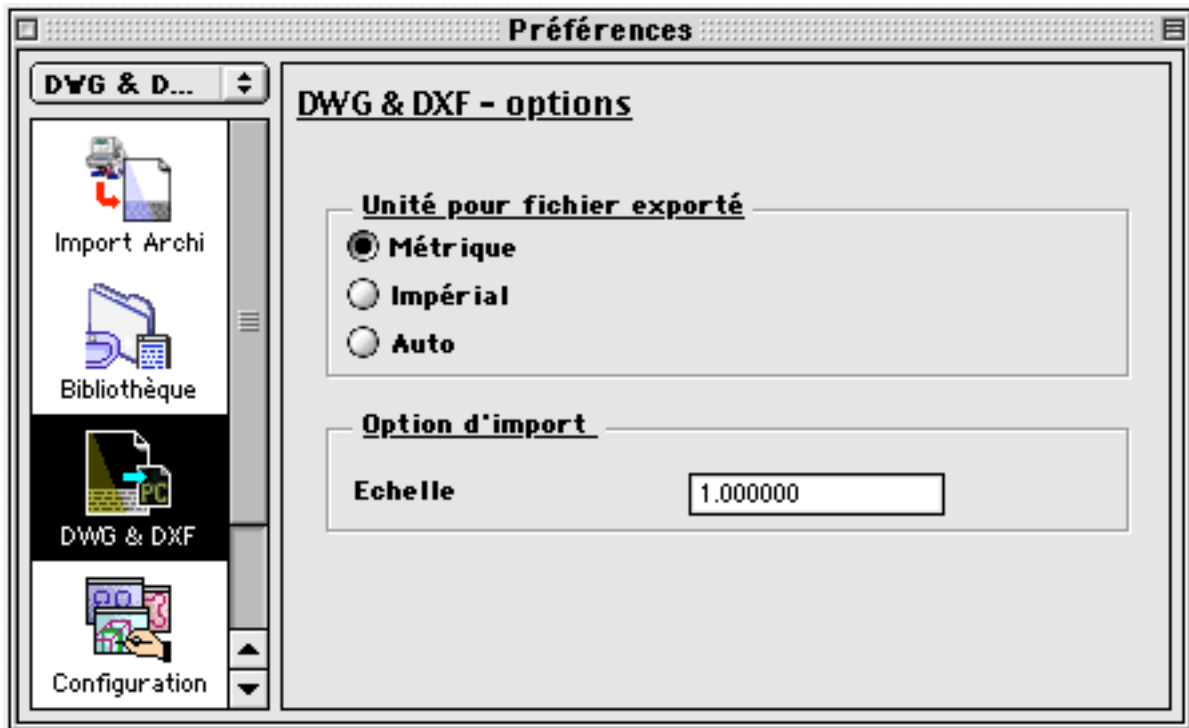 Préférences
DWG & D...
Import Archi
Bibliothèque
PC
DWG & DXF
Configuration
DWG & DXF - options
Unité pour fichier exporté
Métrique
Impérial
Auto
Option d'import
Echelle
1.000000